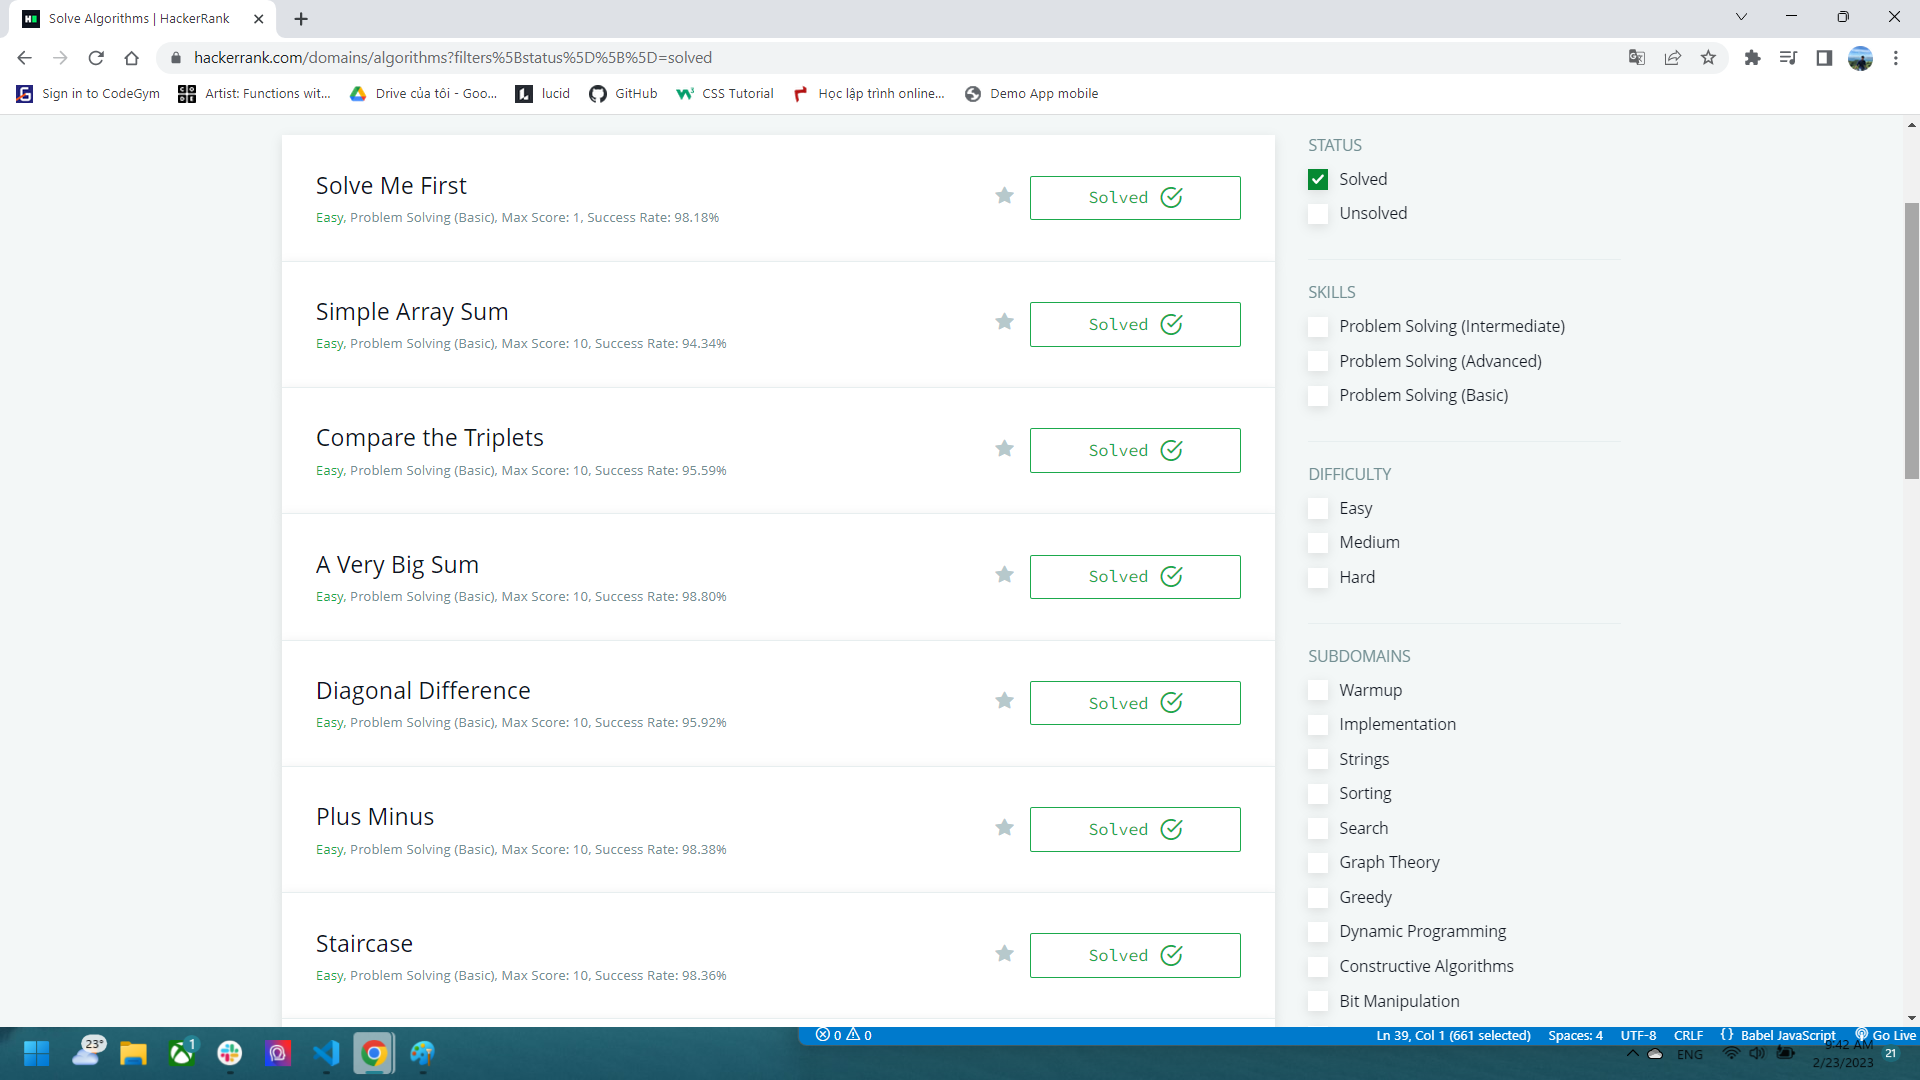 Solve Algorithms | HackerRank
hackerrank.com/domains/algorithms?filters%5Bstatus%5D%5B%5D=solved
Sign in to CodeGym
Artist: Functions wit...
Drive của tôi - Goo...
lucid
GitHub
CSS Tutorial
Học lập trình online...
Demo App mobile
Solve Me First
Easy, Problem Solving (Basic), Max Score: 1, Success Rate: 98.18%
Solved
Simple Array Sum
Easy, Problem Solving (Basic), Max Score: 10, Success Rate: 94.34%
Solved
Compare the Triplets
Easy, Problem Solving (Basic), Max Score: 10, Success Rate: 95.59%
Solved
A Very Big Sum
Easy, Problem Solving (Basic), Max Score: 10, Success Rate: 98.80%
Solved
Diagonal Difference
Easy, Problem Solving (Basic), Max Score: 10, Success Rate: 95.92%
Solved
Plus Minus
Easy, Problem Solving (Basic), Max Score: 10, Success Rate: 98.38%
Solved
Staircase
Easy, Problem Solving (Basic), Max Score: 10, Success Rate: 98.36%
Solved
STATUS
Solved
Unsolved
SKILLS
Problem Solving (Intermediate)
Problem Solving (Advanced)
Problem Solving (Basic)
DIFFICULTY
Easy
Medium
Hard
SUBDOMAINS
Warmup
Implementation
Strings
Sorting
Search
Graph Theory
Greedy
Dynamic Programming
Constructive Algorithms
Bit Manipulation
0 0
Ln 39, Col 1 (661 selected)
Spaces: 4
UTF-8
CRLF
{ } Babel JavaScript
Go Live
23°
1
ENG
9:42 AM
2/23/2023
21